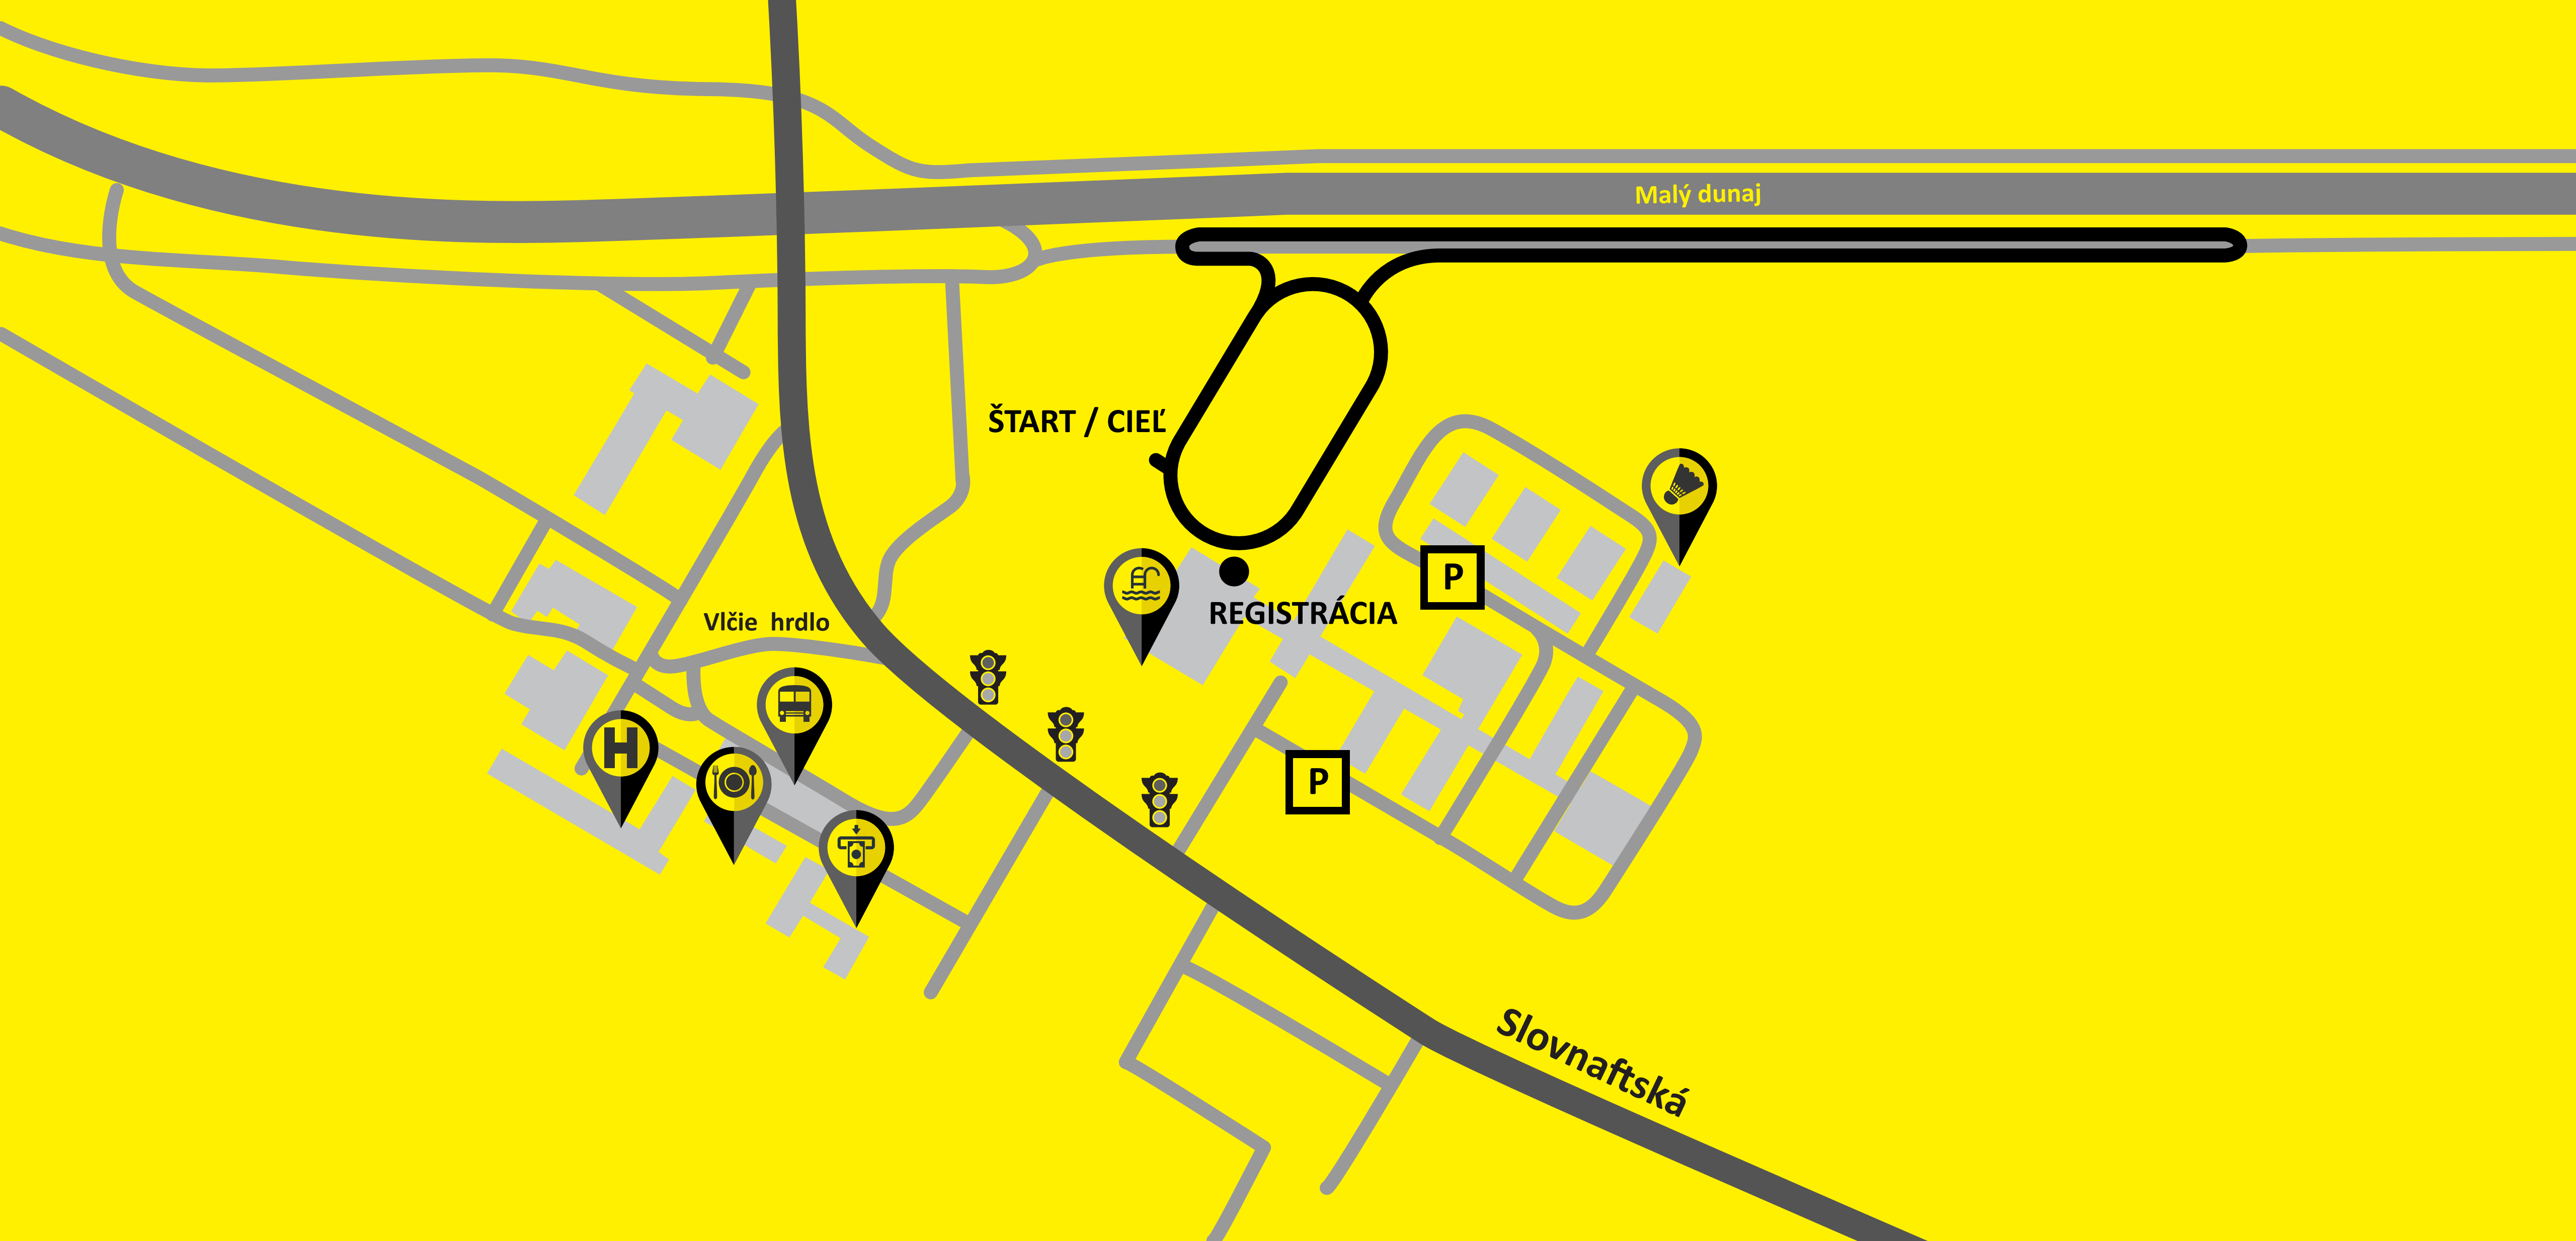 Malý dunaj
ŠTART / CIEĽ
P
REGISTRÁCIA
Vlčie hrdlo
H
P
Slovnaftská